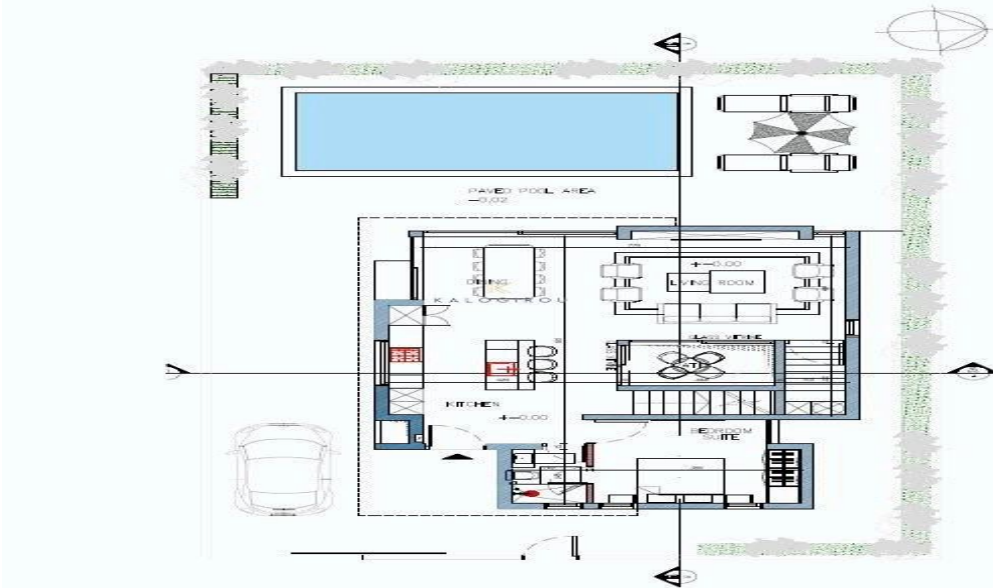 PAVED POOL AREA
-0,02
+-0.00
DINING
LIVING ROOM
KALOGIROU
KITCHEN
+-0.00
BEDROOM
SUITE